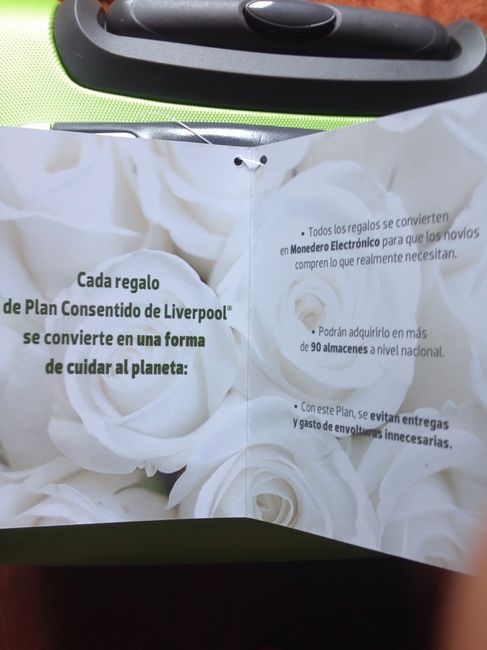 Cada regalo
de Plan Consentido de Liverpool®
se convierte en una forma
de cuidar al planeta:
• Todos los regalos se convierten
en Monedero Electrónico para que los novios
compren lo que realmente necesitan.
• Podrán adquirirlo en más
de 90 almacenes a nivel nacional.
• Con este Plan, se evitan entregas
y gasto de envolturas innecesarias.